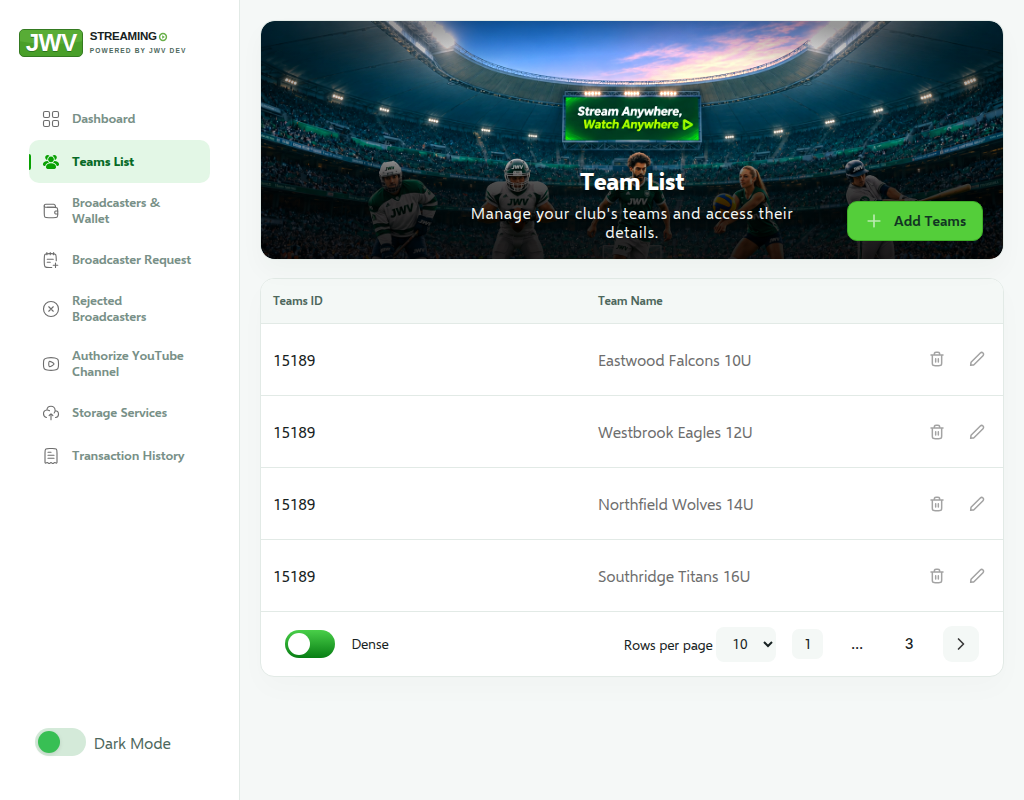 JWV STREAMING
POWERED BY JWV DEV
Dashboard
Teams List
Broadcasters &
Wallet
Broadcaster Request
Rejected
Broadcasters
Authorize YouTube
Channel
Storage Services
Transaction History
Dark Mode
Stream Anywhere,
Watch Anywhere
JWV
JWV
JWV
Team List
Manage your club's teams and access their
details.
Add Teams
Teams ID Team Name
15189 Eastwood Falcons 10U
15189 Westbrook Eagles 12U
15189 Northfield Wolves 14U
15189 Southridge Titans 16U
Dense Rows per page 10 1 ... 3